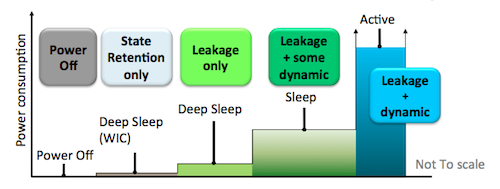 Active
Power
Off
State
Retention
only
Leakage
only
Leakage
+ some
dynamic
Leakage
+
dynamic
Power consumption
Power Off
Deep Sleep
(WIC)
Deep Sleep
Sleep
Not To scale